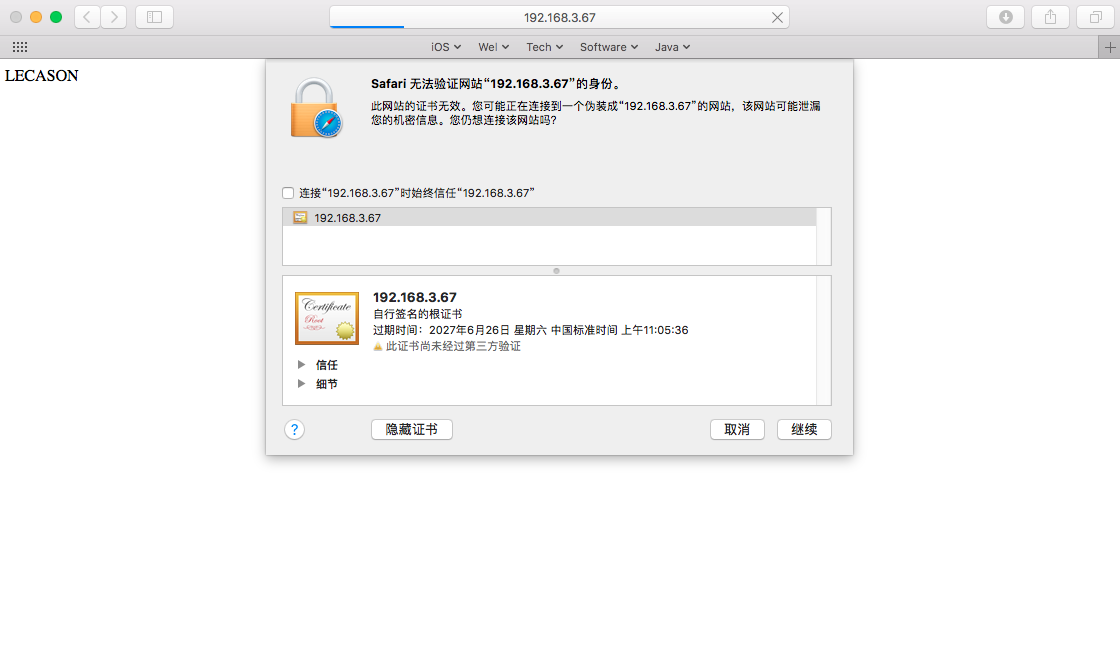 192.168.3.67
iOS Wel Tech Software Java
LECASON
Safari 无法验证网站“192.168.3.67”的身份。
此网站的证书无效。您可能正在连接到一个伪装成“192.168.3.67”的网站，该网站可能泄漏
您的机密信息。您仍想连接该网站吗?
连接“192.168.3.67”时始终信任“192.168.3.67”
192.168.3.67
Certificate
Root
192.168.3.67
自行签名的根证书
过期时间：2027年6月26日 星期六 中国标准时间 上午11:05:36
此证书尚未经过第三方验证
信任
细节
? 隐藏证书 取消 继续